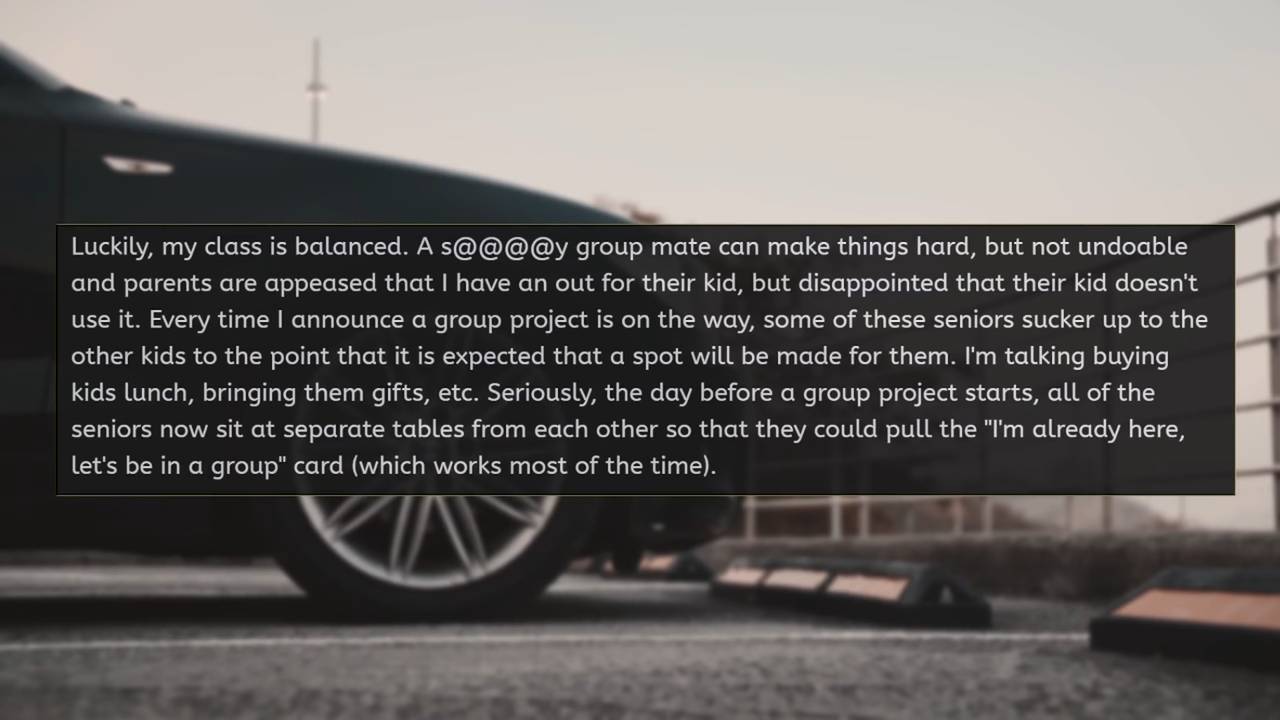 Luckily, my class is balanced. A s@@@@y group mate can make things hard, but not undoable
and parents are appeased that I have an out for their kid, but disappointed that their kid doesn't
use it. Every time I announce a group project is on the way, some of these seniors sucker up to the
other kids to the point that it is expected that a spot will be made for them. I'm talking buying
kids lunch, bringing them gifts, etc. Seriously, the day before a group project starts, all of the
seniors now sit at separate tables from each other so that they could pull the "I'm already here,
let's be in a group" card (which works most of the time).